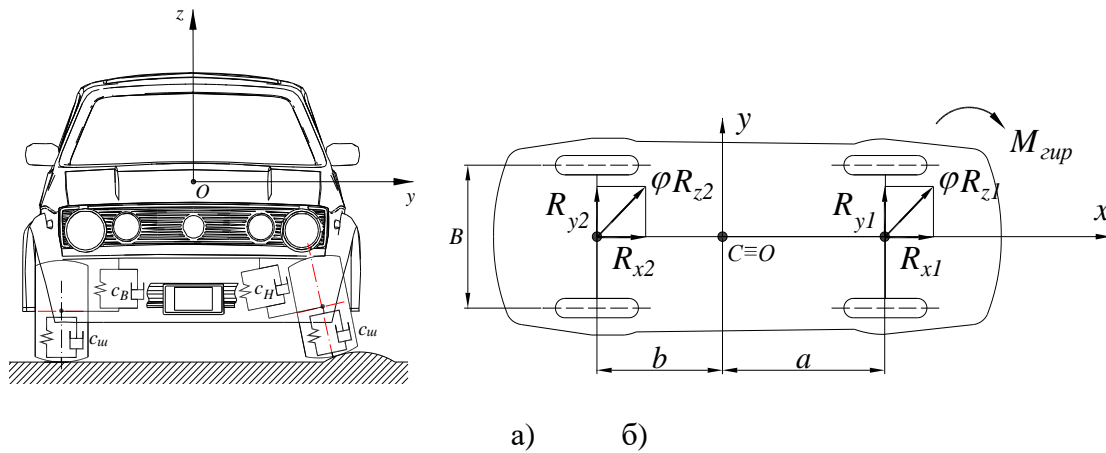 z
O
y
c_В
c_Н
c_ш
c_ш
y
M_гир
R_y2
φR_z2
R_y1
φR_z1
x
B
R_x2
C≡O
R_x1
b
a
а) б)